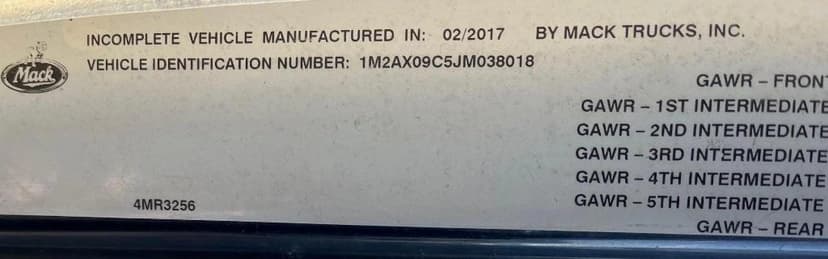 INCOMPLETE VEHICLE MANUFACTURED IN: 02/2017 BY MACK TRUCKS, INC.
Mack
VEHICLE IDENTIFICATION NUMBER: 1M2AX09C5JM038018
GAWR – FRONT
GAWR – 1ST INTERMEDIATE
GAWR – 2ND INTERMEDIATE
GAWR – 3RD INTERMEDIATE
GAWR – 4TH INTERMEDIATE
4MR3256
GAWR – 5TH INTERMEDIATE
GAWR – REAR